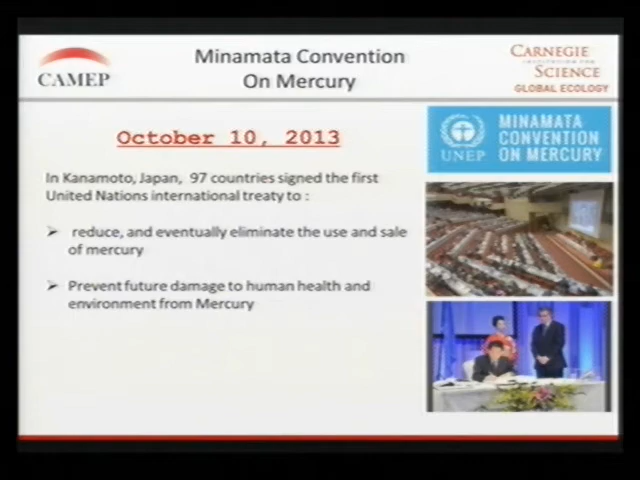 CAMEP
Minamata Convention
On Mercury
CARNEGIE
INSTITUTION FOR
SCIENCE
GLOBAL ECOLOGY
October 10, 2013
In Kanamoto, Japan, 97 countries signed the first
United Nations international treaty to :
➤ reduce, and eventually eliminate the use and sale
of mercury
➤ Prevent future damage to human health and
environment from Mercury
UNEP
MINAMATA
CONVENTION
ON MERCURY